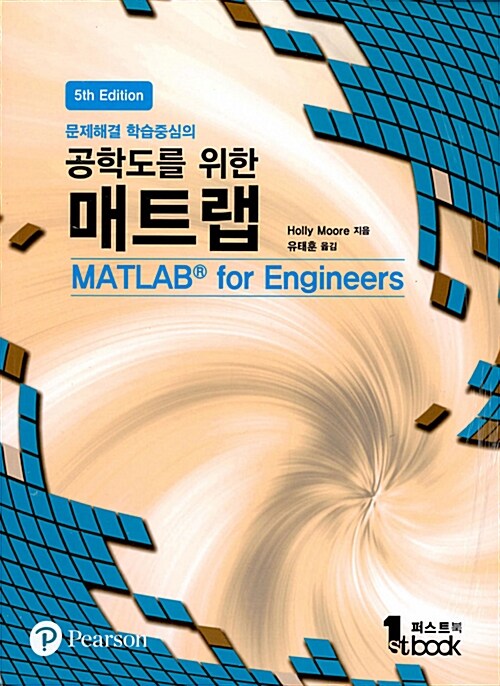 5th Edition
문제해결 학습중심의
공학도를 위한
매트랩
Holly Moore 지음
유태훈 옮김
MATLAB® for Engineers
Pearson
1 퍼스트북
st book